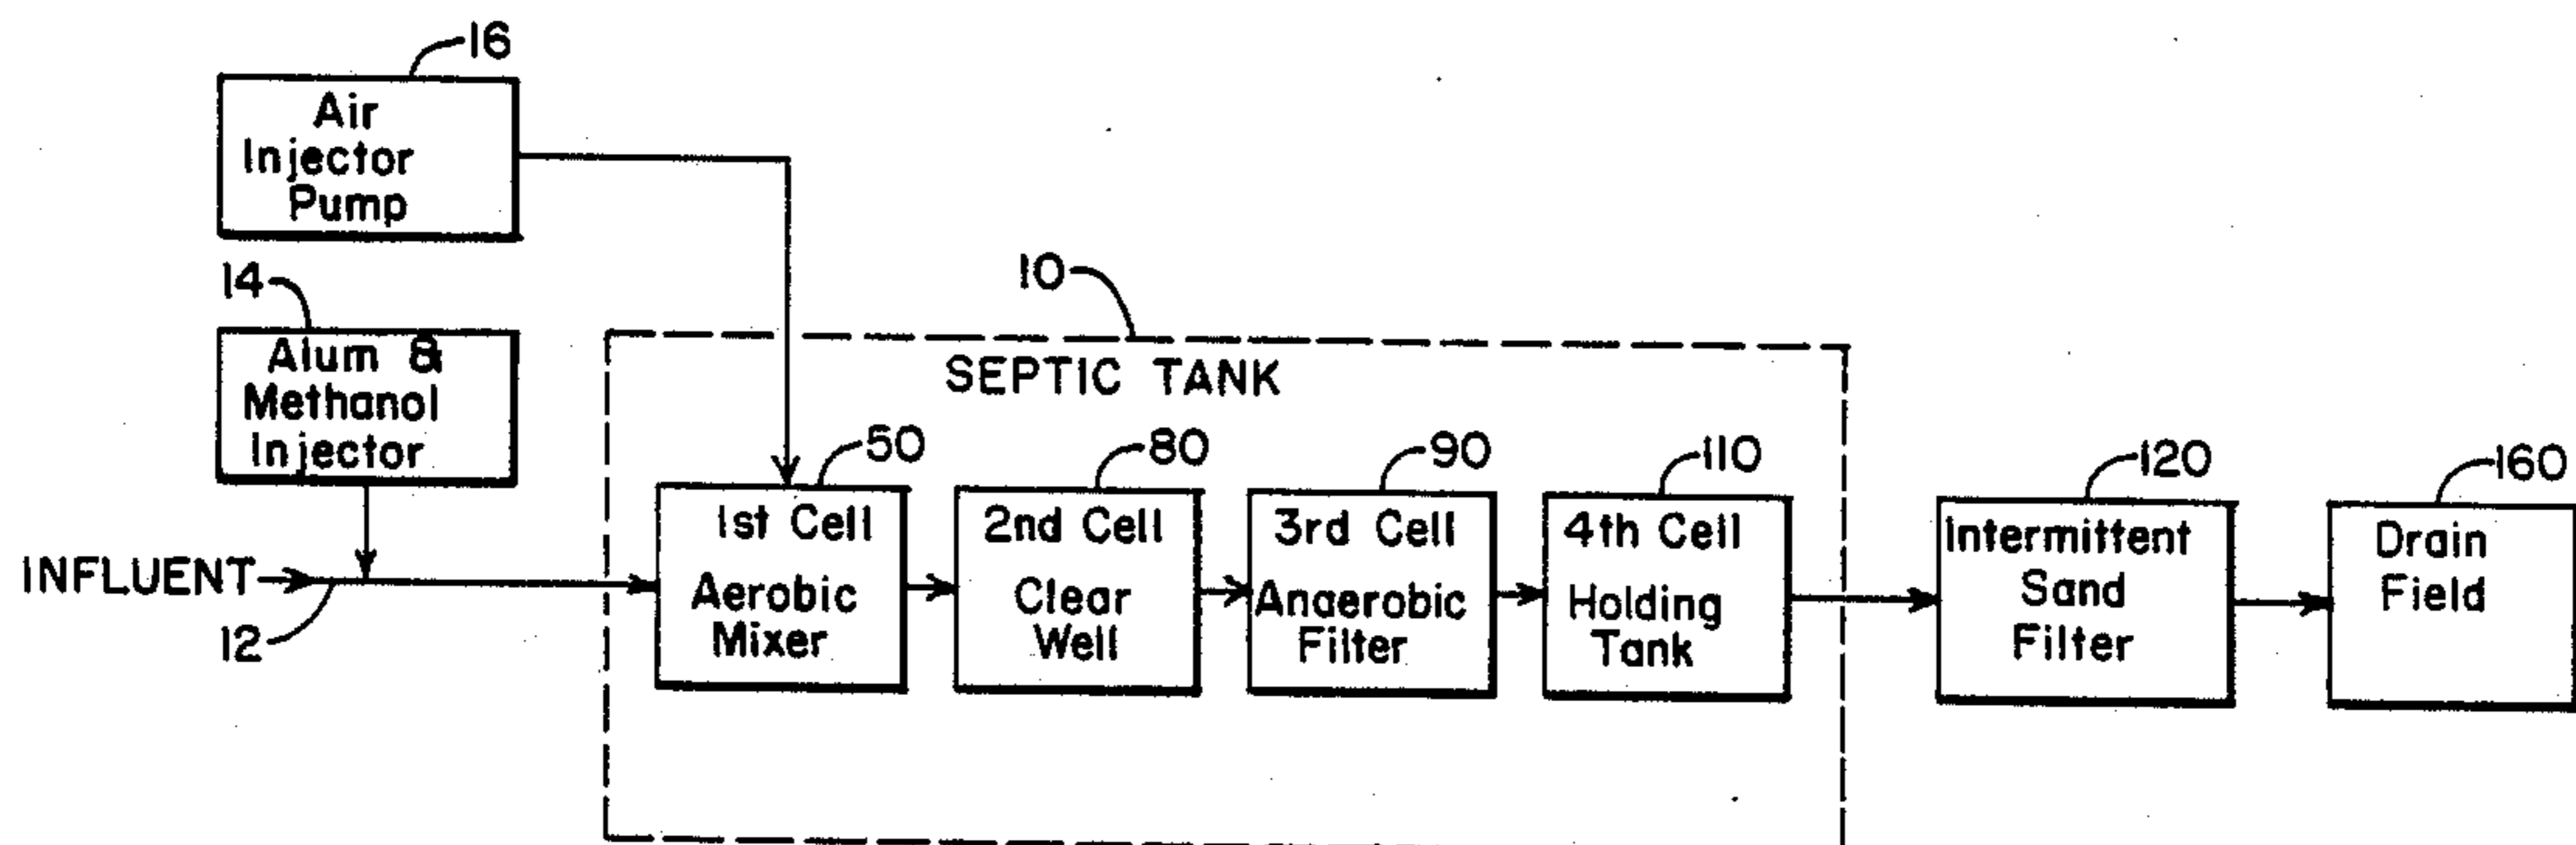 16
Air
Injector
Pump
14
Alum &
Methanol
Injector
10
SEPTIC TANK
INFLUENT
12
50
1st Cell
Aerobic
Mixer
80
2nd Cell
Clear
Well
90
3rd Cell
Anaerobic
Filter
110
4th Cell
Holding
Tank
120
Intermittent
Sand
Filter
160
Drain
Field